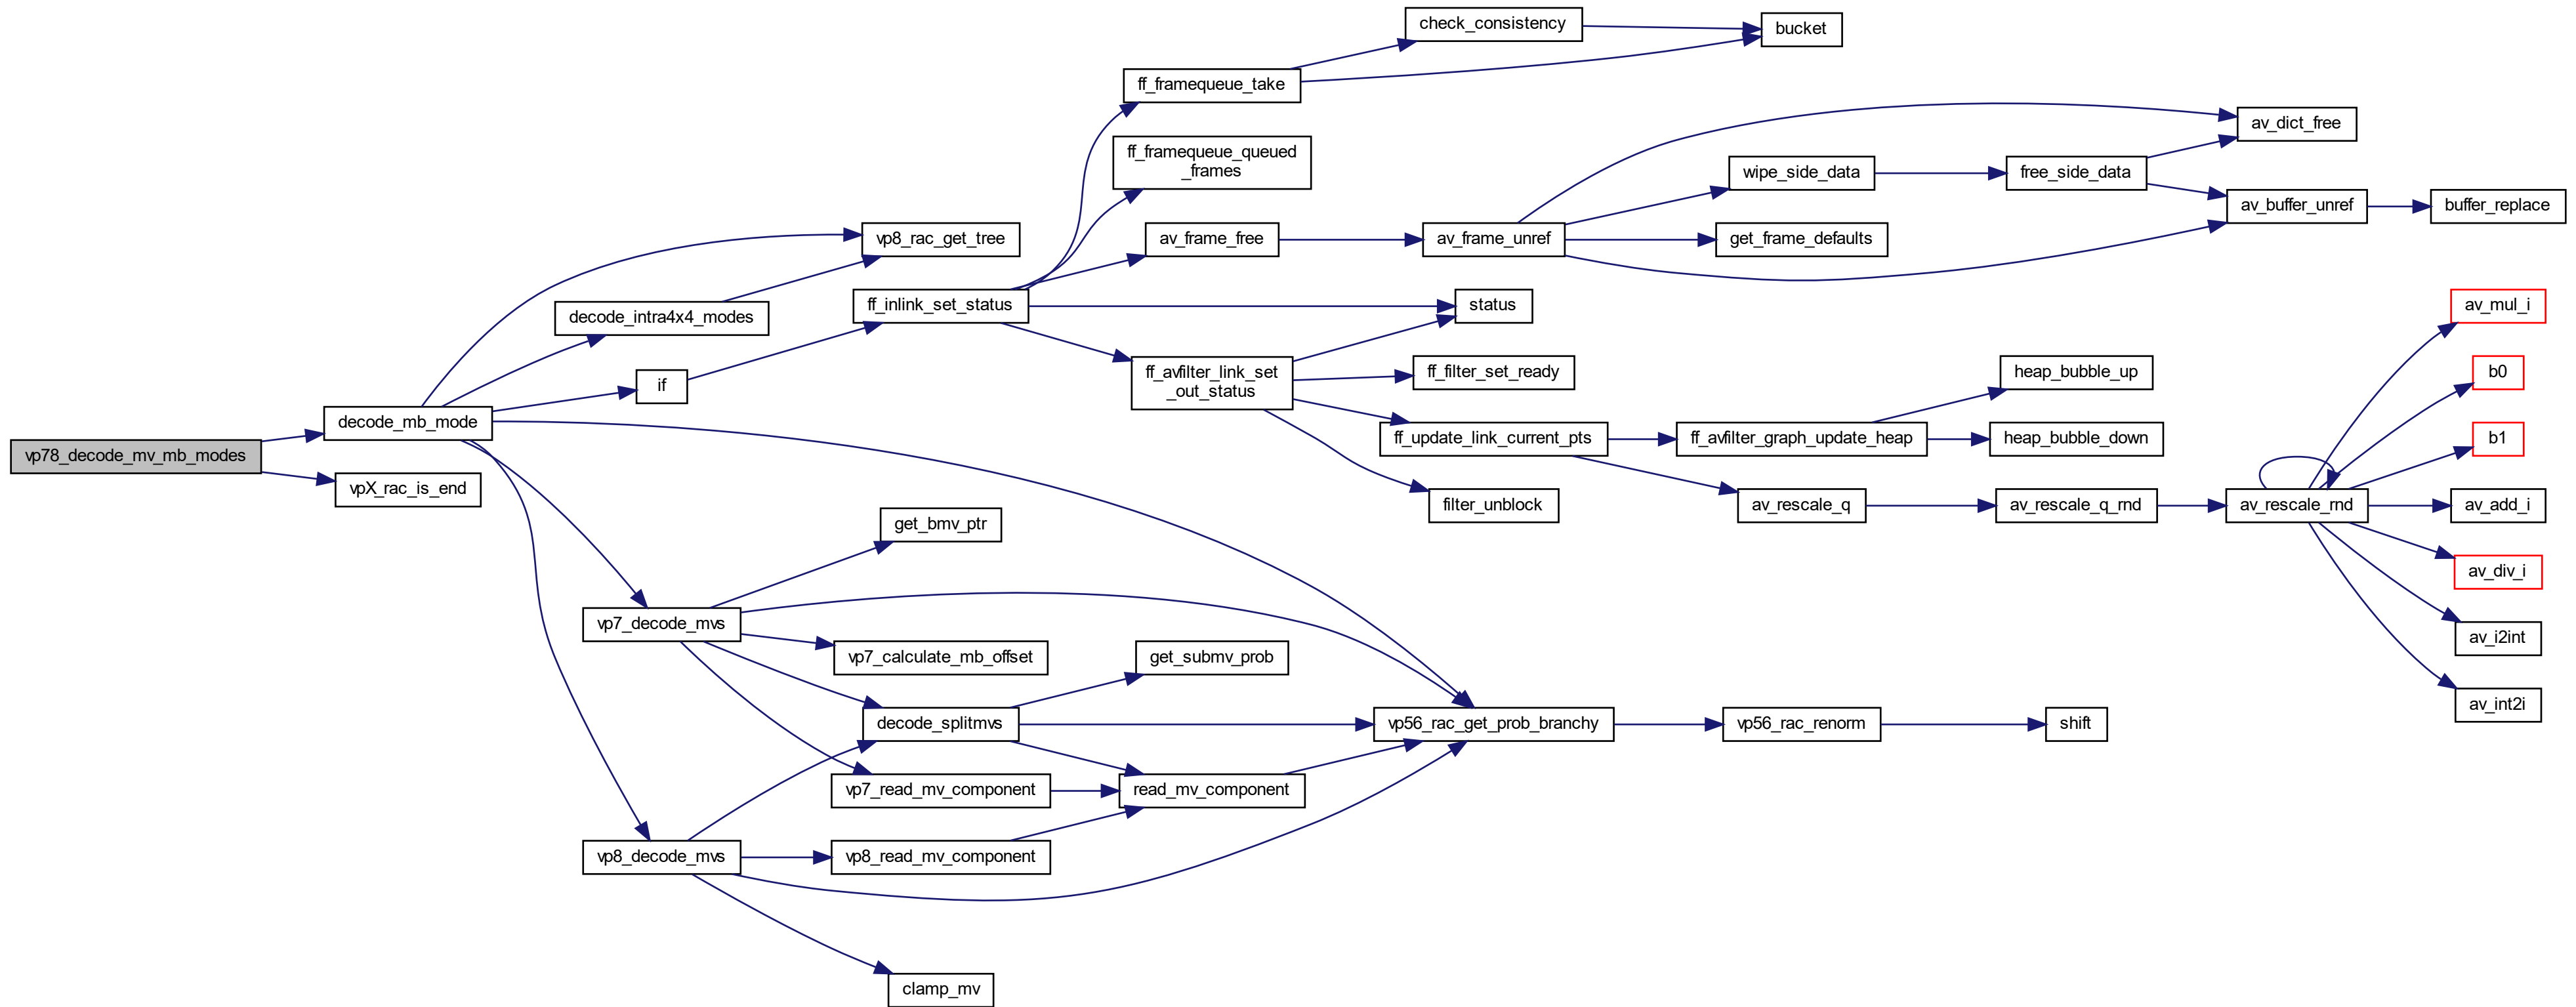 check_consistency
bucket
ff_framequeue_take
av_dict_free
ff_framequeue_queued
_frames
wipe_side_data
free_side_data
av_buffer_unref
buffer_replace
vp8_rac_get_tree
av_frame_free
av_frame_unref
get_frame_defaults
decode_intra4x4_modes
ff_inlink_set_status
status
av_mul_i
if
ff_avfilter_link_set
_out_status
ff_filter_set_ready
heap_bubble_up
b0
decode_mb_mode
ff_update_link_current_pts
ff_avfilter_graph_update_heap
heap_bubble_down
b1
vp78_decode_mv_mb_modes
vpX_rac_is_end
filter_unblock
av_rescale_q
av_rescale_q_rnd
av_rescale_rnd
av_add_i
get_bmv_ptr
av_div_i
vp7_decode_mvs
av_i2int
vp7_calculate_mb_offset
get_submv_prob
av_int2i
decode_splitmvs
vp56_rac_get_prob_branchy
vp56_rac_renorm
shift
vp7_read_mv_component
read_mv_component
vp8_decode_mvs
vp8_read_mv_component
clamp_mv